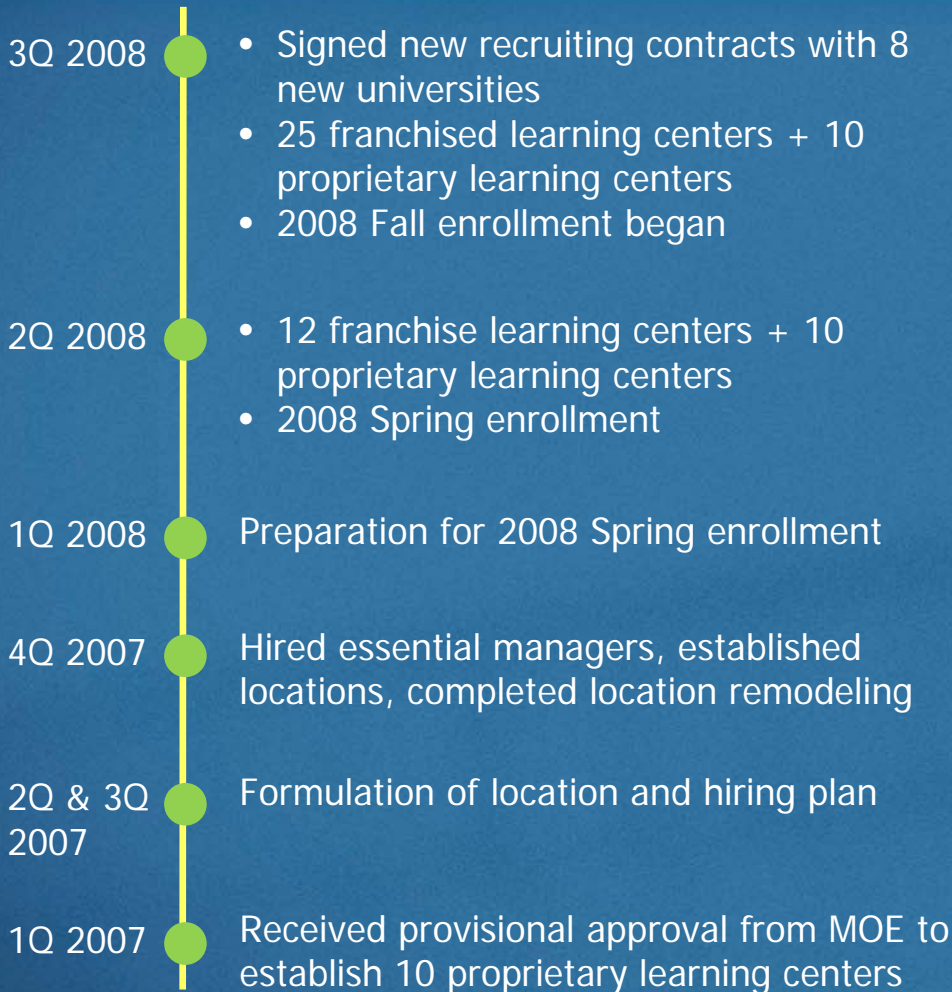 3Q 2008
• Signed new recruiting contracts with 8
new universities
• 25 franchised learning centers + 10
proprietary learning centers
• 2008 Fall enrollment began
2Q 2008
• 12 franchise learning centers + 10
proprietary learning centers
• 2008 Spring enrollment
1Q 2008
Preparation for 2008 Spring enrollment
4Q 2007
Hired essential managers, established
locations, completed location remodeling
2Q & 3Q
2007
Formulation of location and hiring plan
1Q 2007
Received provisional approval from MOE to
establish 10 proprietary learning centers